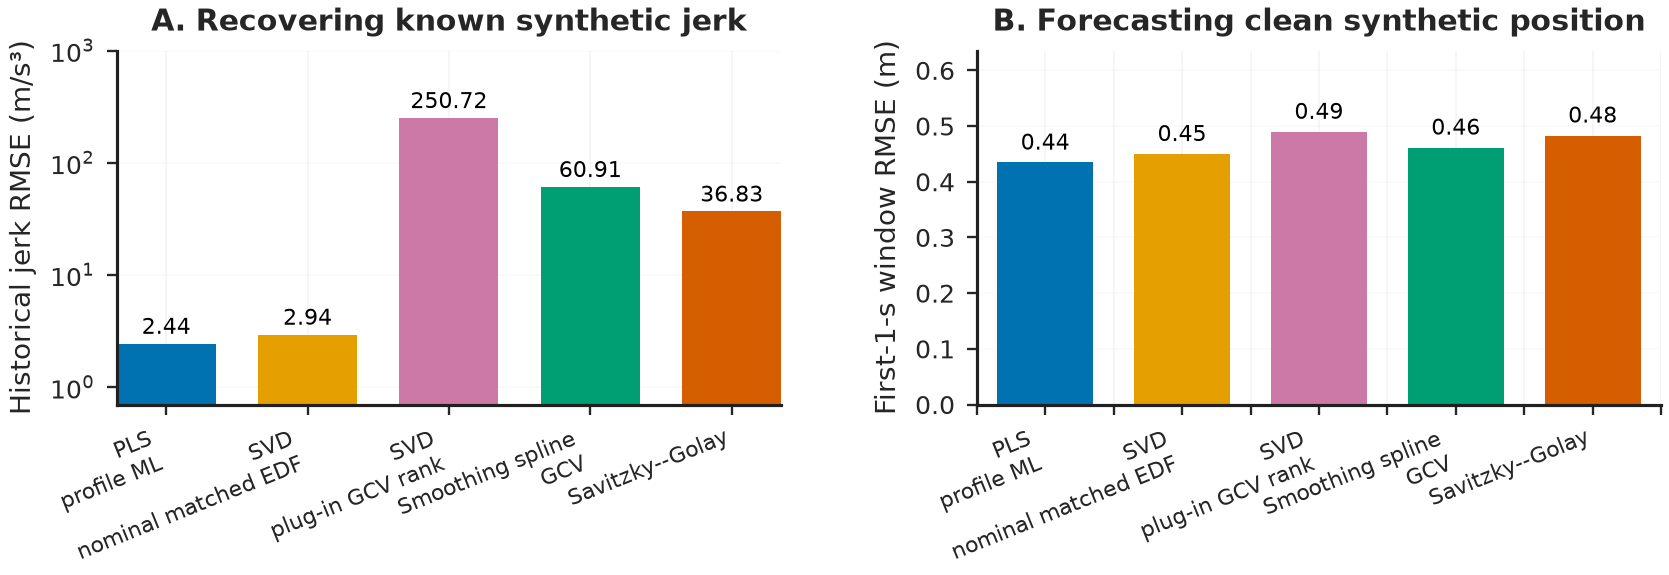 A. Recovering known synthetic jerk
Historical jerk RMSE (m/s³)
10³
10²
10¹
10⁰
2.44
2.94
250.72
60.91
36.83
PLS
profile ML
SVD
nominal matched EDF
SVD
plug-in GCV rank
Smoothing spline
GCV
Savitzky--Golay
B. Forecasting clean synthetic position
First-1-s window RMSE (m)
0.6
0.5
0.4
0.3
0.2
0.1
0.0
0.44
0.45
0.49
0.46
0.48
PLS
profile ML
SVD
nominal matched EDF
SVD
plug-in GCV rank
Smoothing spline
GCV
Savitzky--Golay